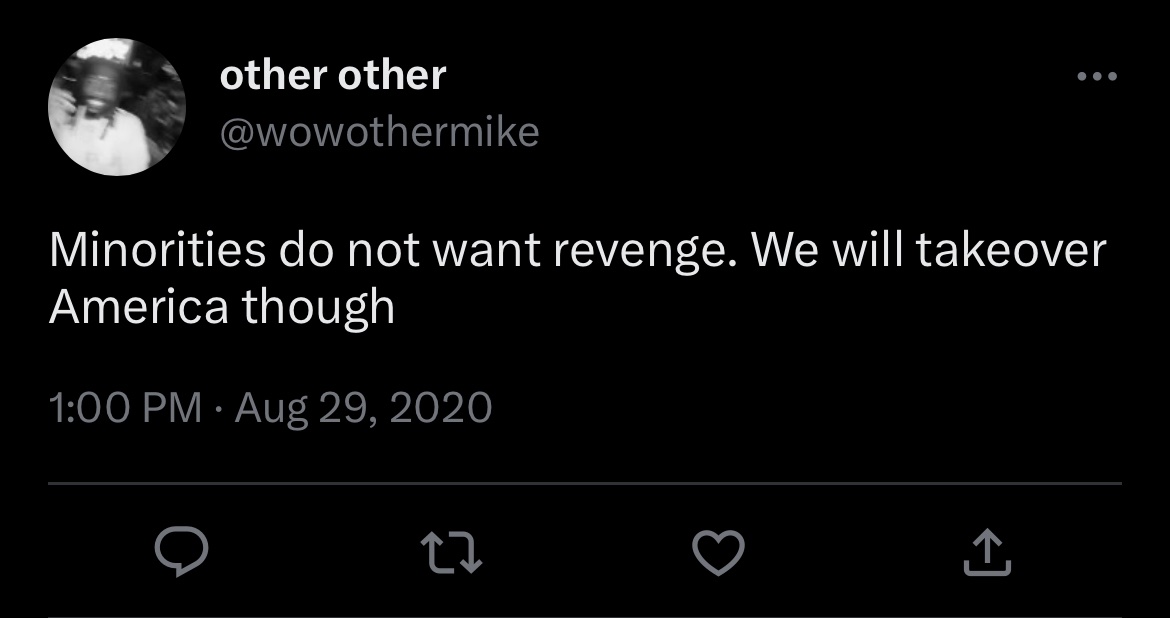 other other
@wowothermike
Minorities do not want revenge. We will takeover
America though
1:00 PM · Aug 29, 2020